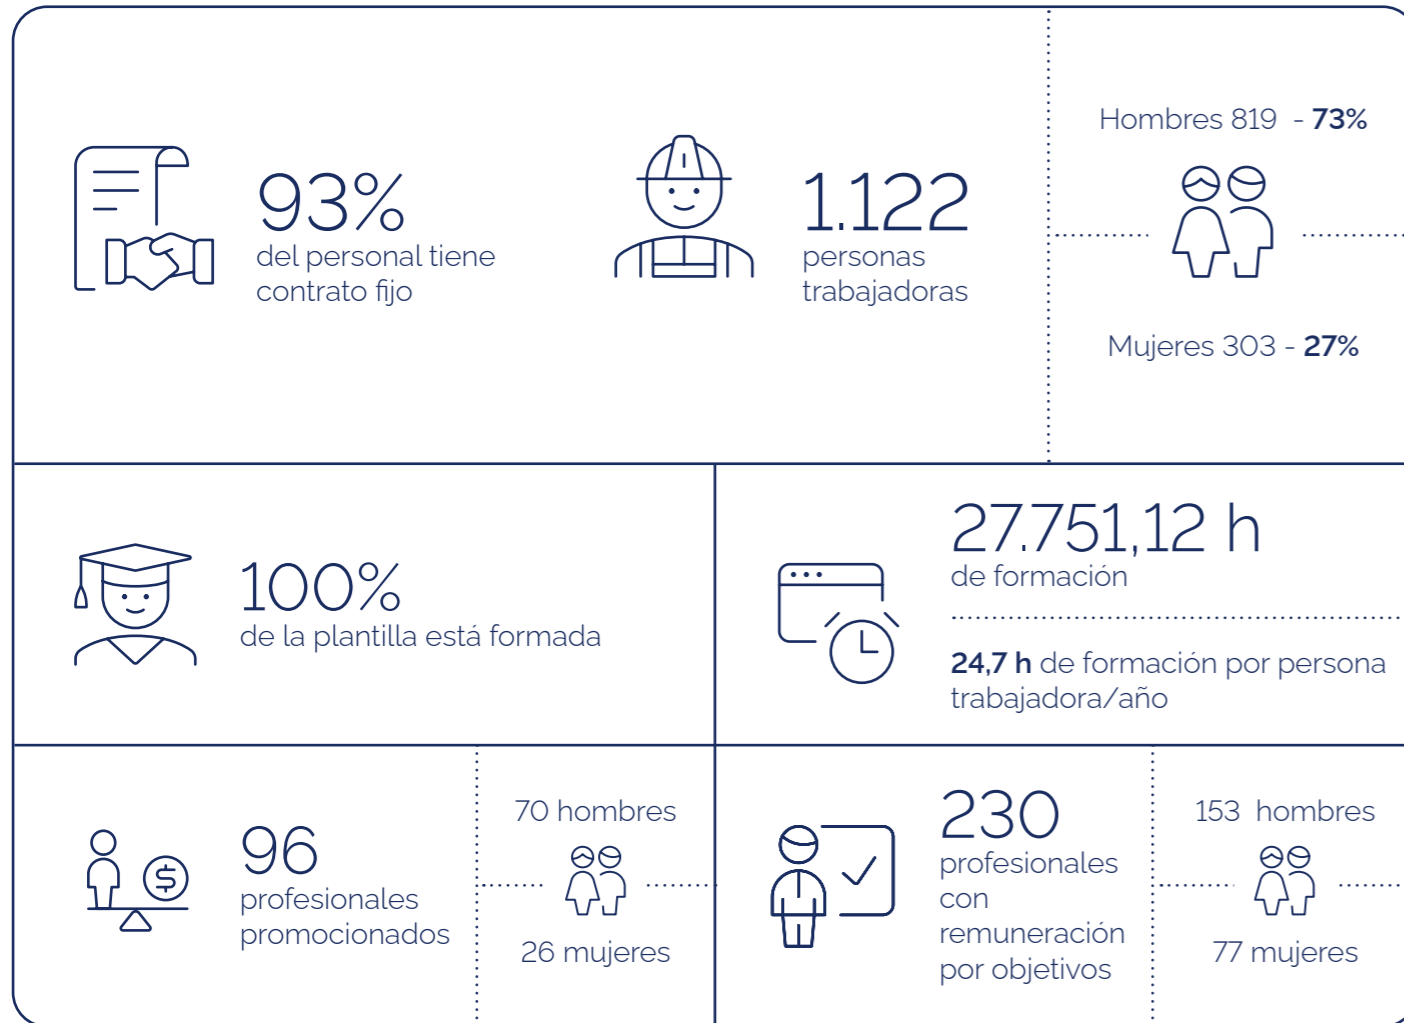 93%
del personal tiene
contrato fijo
1.122
personas
trabajadoras
Hombres 819 - 73%
Mujeres 303 - 27%
100%
de la plantilla está formada
27.751,12 h
de formación
24,7 h de formación por persona
trabajadora/año
96
profesionales
promocionados
70 hombres
26 mujeres
230
profesionales
con
remuneración
por objetivos
153 hombres
77 mujeres